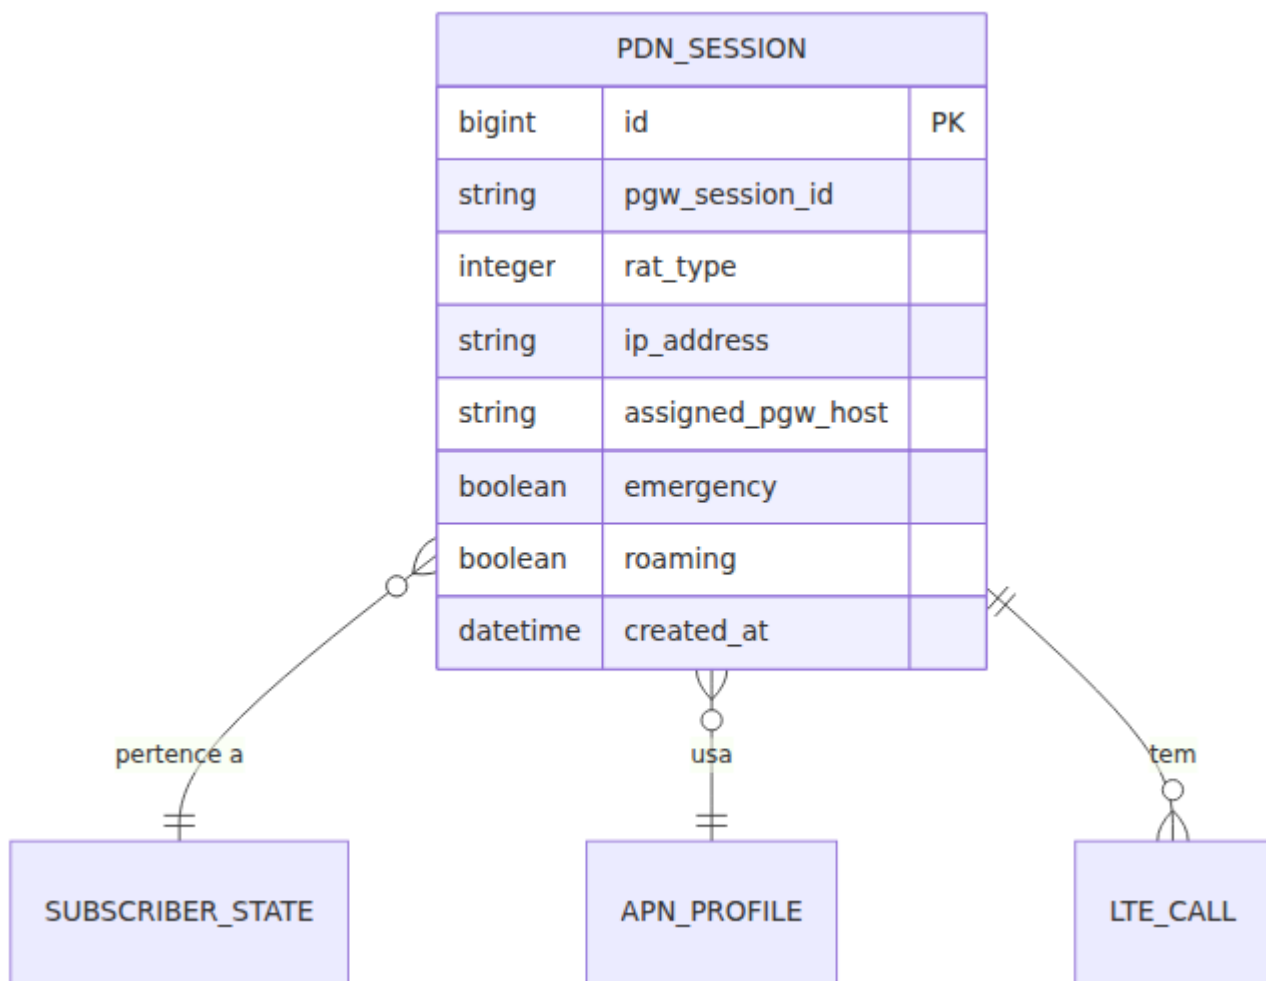 PDN_SESSION
bigint id PK
string pgw_session_id
integer rat_type
string ip_address
string assigned_pgw_host
boolean emergency
boolean roaming
datetime created_at
pertence a usa tem
SUBSCRIBER_STATE APN_PROFILE LTE_CALL